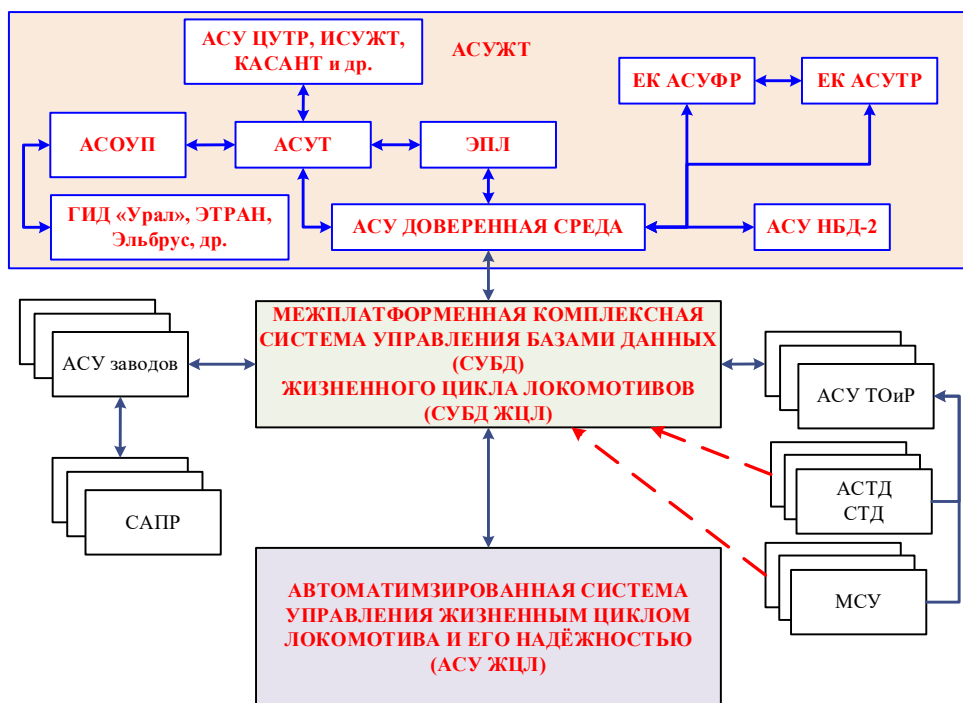 АСУ ЦУТР, ИСУЖТ,
КАСАНТ и др.
АСУЖТ
ЕК АСУФР
ЕК АСУТР
АСОУП
АСУТ
ЭПЛ
ГИД «Урал», ЭТРАН,
Эльбрус, др.
АСУ ДОВЕРЕННАЯ СРЕДА
АСУ НБД-2
МЕЖПЛАТФОРМЕННАЯ КОМПЛЕКСНАЯ
СИСТЕМА УПРАВЛЕНИЯ БАЗАМИ ДАННЫХ
(СУБД)
ЖИЗНЕННОГО ЦИКЛА ЛОКОМОТИВОВ
(СУБД ЖЦЛ)
АСУ заводов
АСУ ТОиР
САПР
АСТД
СТД
МСУ
АВТОМАТИМЗИРОВАННАЯ СИСТЕМА
УПРАВЛЕНИЯ ЖИЗНЕННЫМ ЦИКЛОМ
ЛОКОМОТИВА И ЕГО НАДЁЖНОСТЬЮ
(АСУ ЖЦЛ)